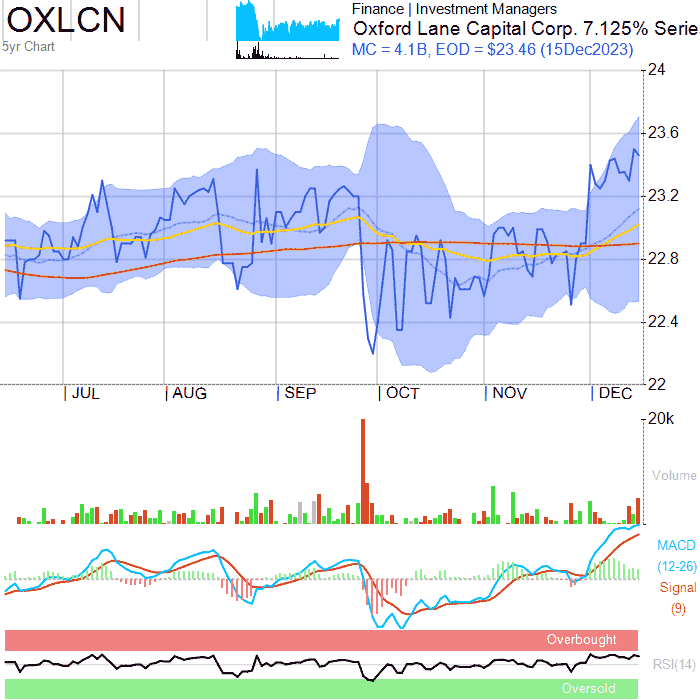 OXLCN
5yr Chart
Finance | Investment Managers
Oxford Lane Capital Corp. 7.125% Serie
MC = 4.1B, EOD = $23.46 (15Dec2023)
24
23.6
23.2
22.8
22.4
22
JUL AUG SEP OCT NOV DEC
20k
Volume
MACD
(12-26)
Signal
(9)
Overbought
RSI(14)
Oversold